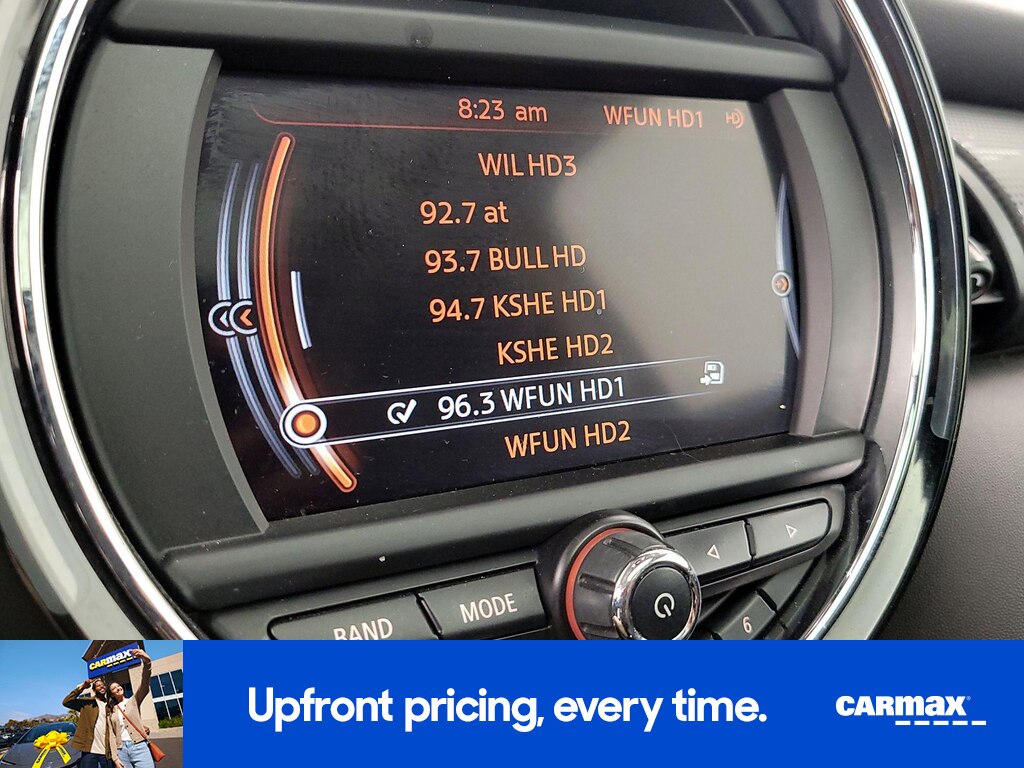 8:23 am WFUN HD1 HD
WIL HD3
92.7 at
93.7 BULL HD
94.7 KSHE HD1
KSHE HD2
96.3 WFUN HD1
WFUN HD2
BAND MODE
6
CARMAX
Upfront pricing, every time. CARMAX